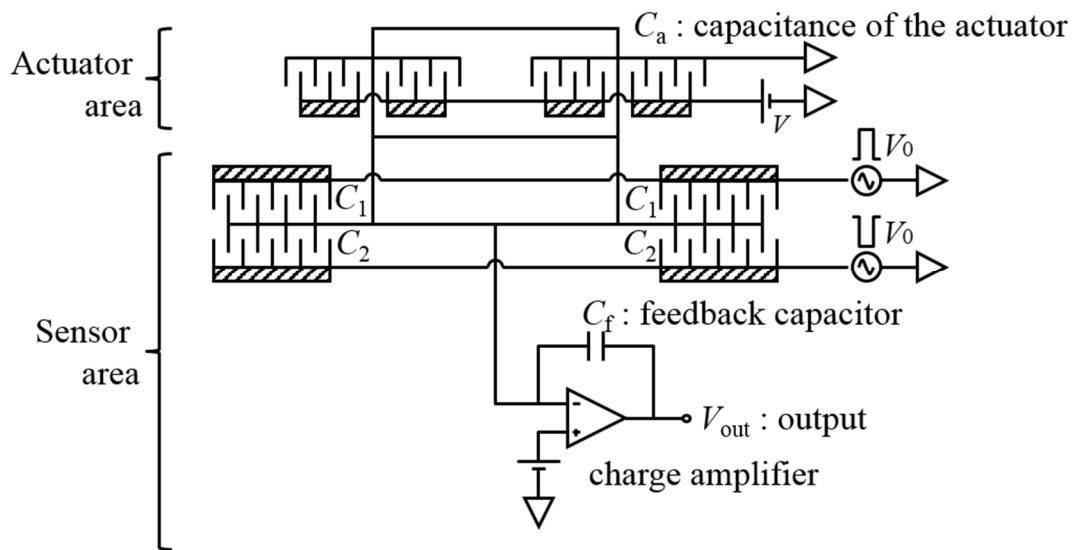 Actuator
area
Cₐ : capacitance of the actuator
V
V₀
C₁
C₁
C₂
C₂
V₀
Sensor
area
C_f : feedback capacitor
-
+
V_out : output
charge amplifier